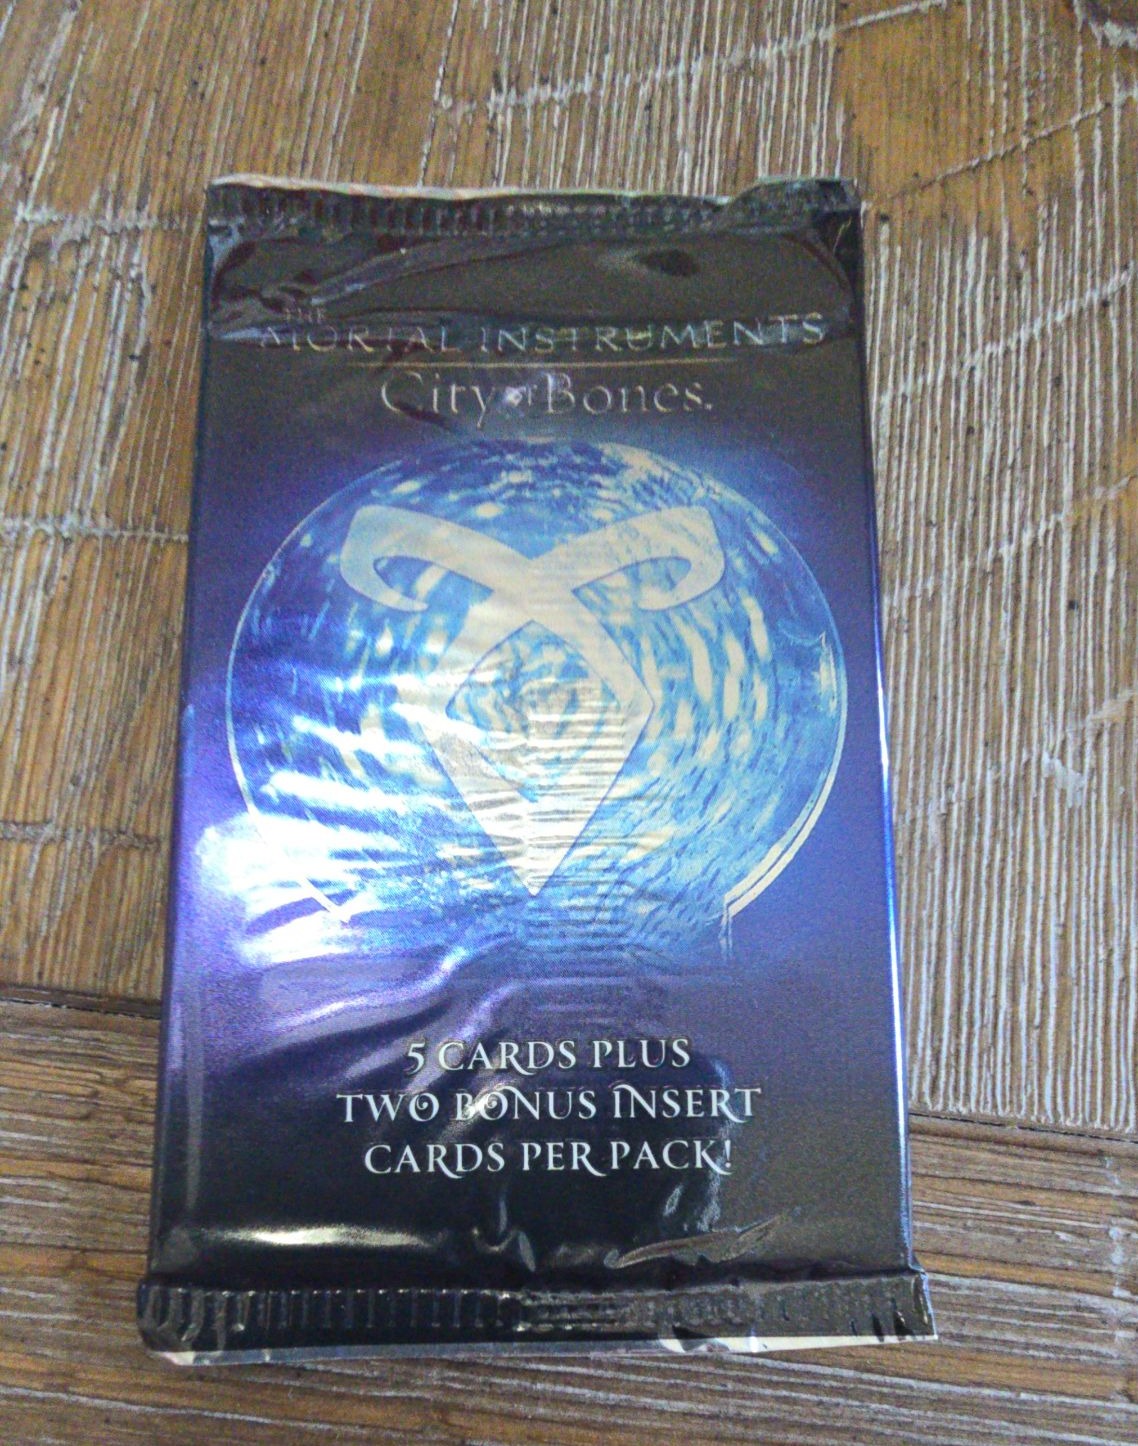 THE
MORTAL INSTRUMENTS
City of Bones.
5 CARDS PLUS
TWO BONUS INSERT
CARDS PER PACK!